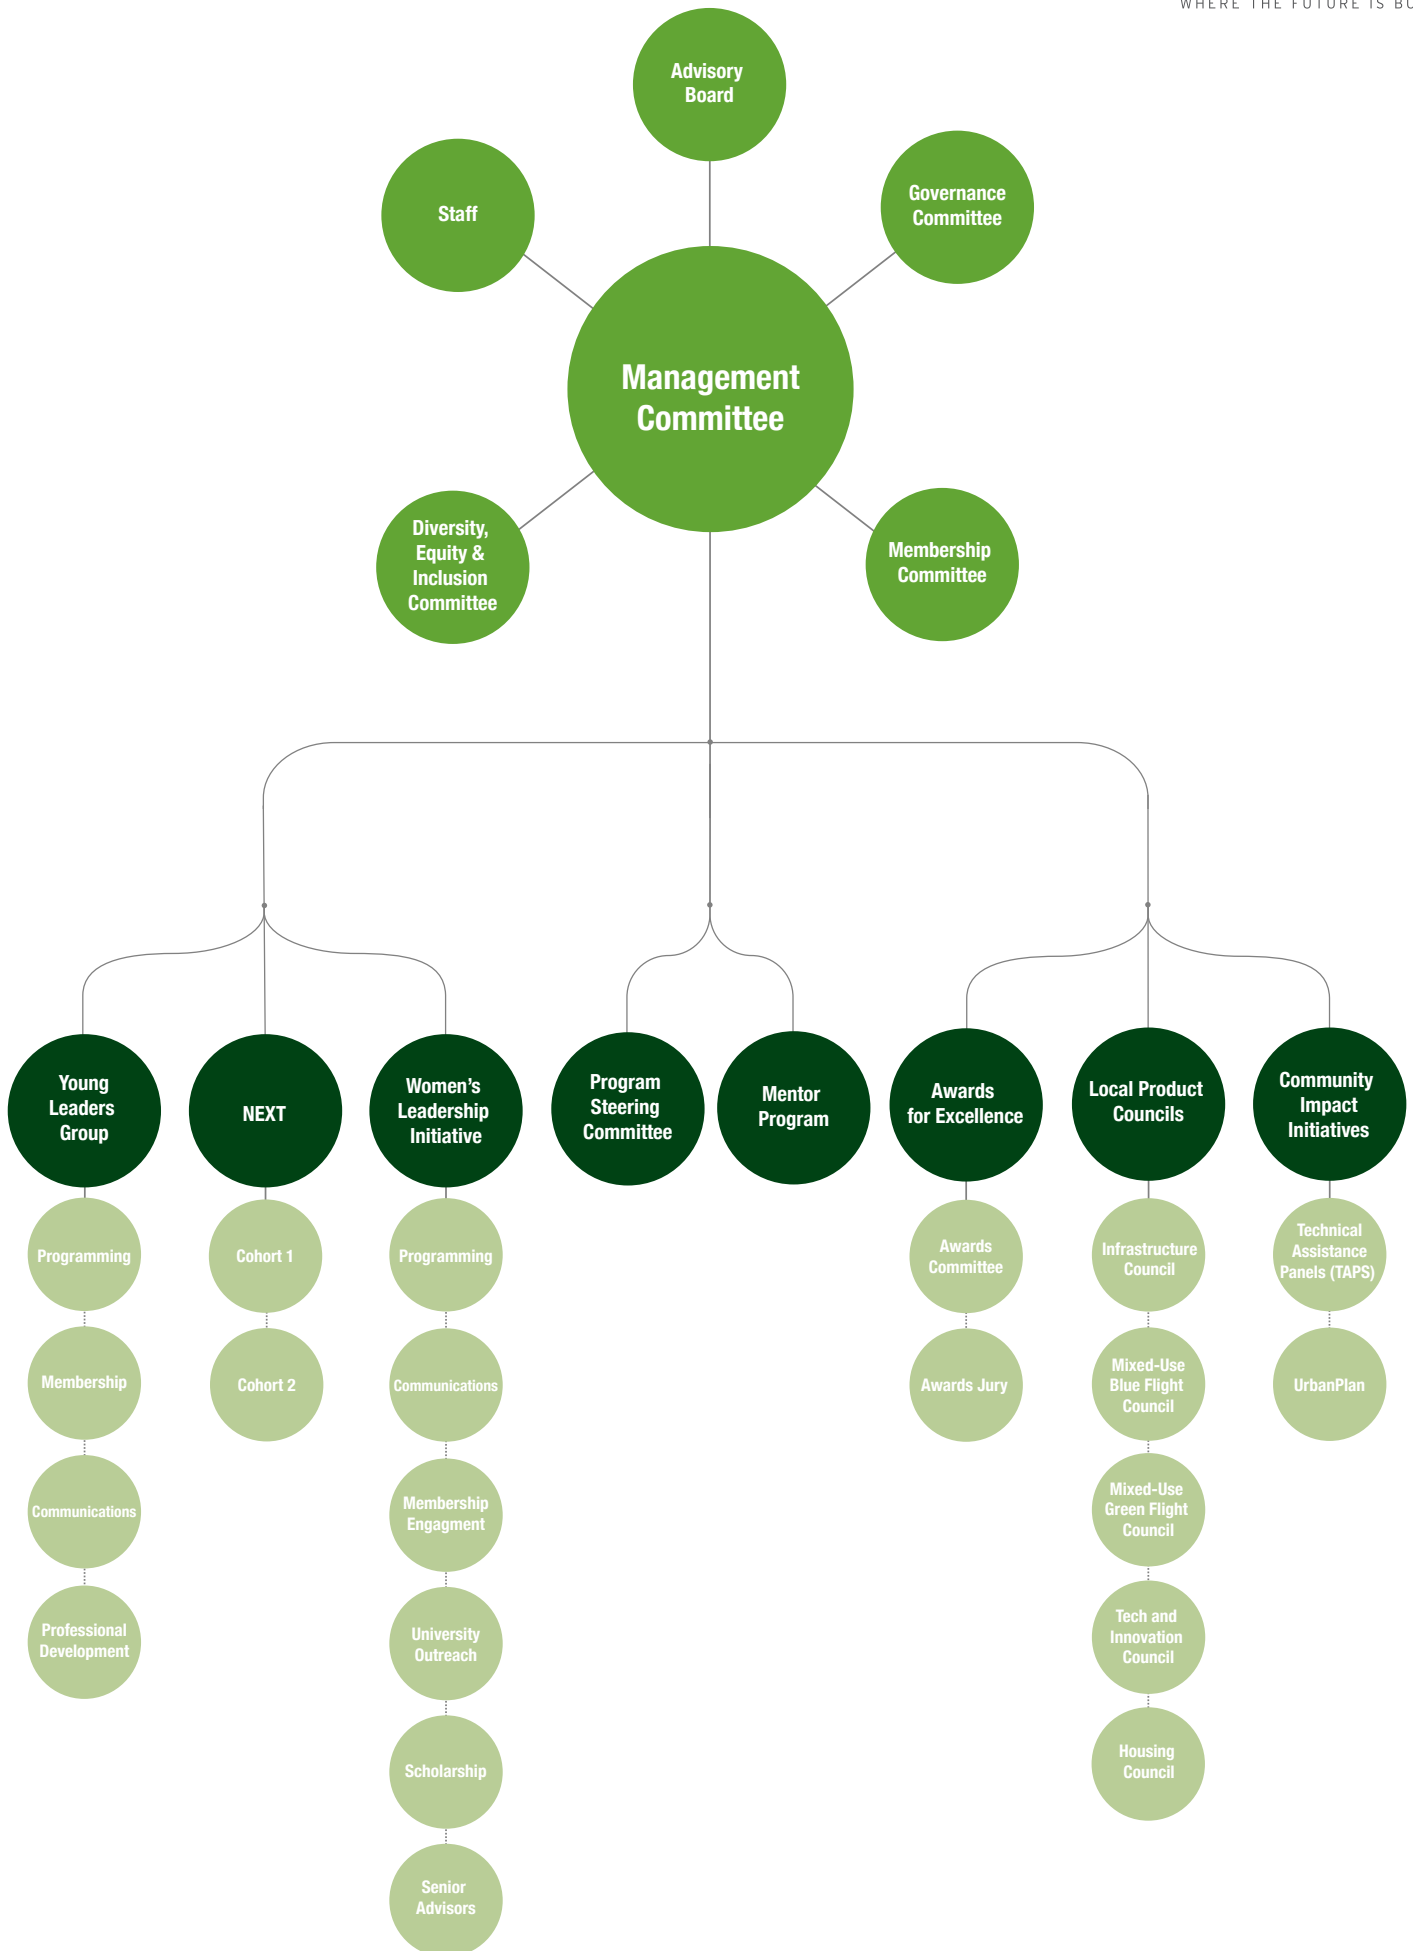 WHERE THE FUTURE IS
Advisory
Board
Staff
Governance
Committee
Management
Committee
Diversity,
Equity &
Inclusion
Committee
Membership
Committee
Young
Leaders
Group
NEXT
Women's
Leadership
Initiative
Program
Steering
Committee
Mentor
Program
Awards
for Excellence
Local Product
Councils
Community
Impact
Initiatives
Programming
Membership
Communications
Professional
Development
Cohort 1
Cohort 2
Programming
Communications
Membership
Engagment
University
Outreach
Scholarship
Senior
Advisors
Awards
Committee
Awards Jury
Infrastructure
Council
Mixed-Use
Blue Flight
Council
Mixed-Use
Green Flight
Council
Tech and
Innovation
Council
Housing
Council
Technical
Assistance
Panels (TAPS)
UrbanPlan